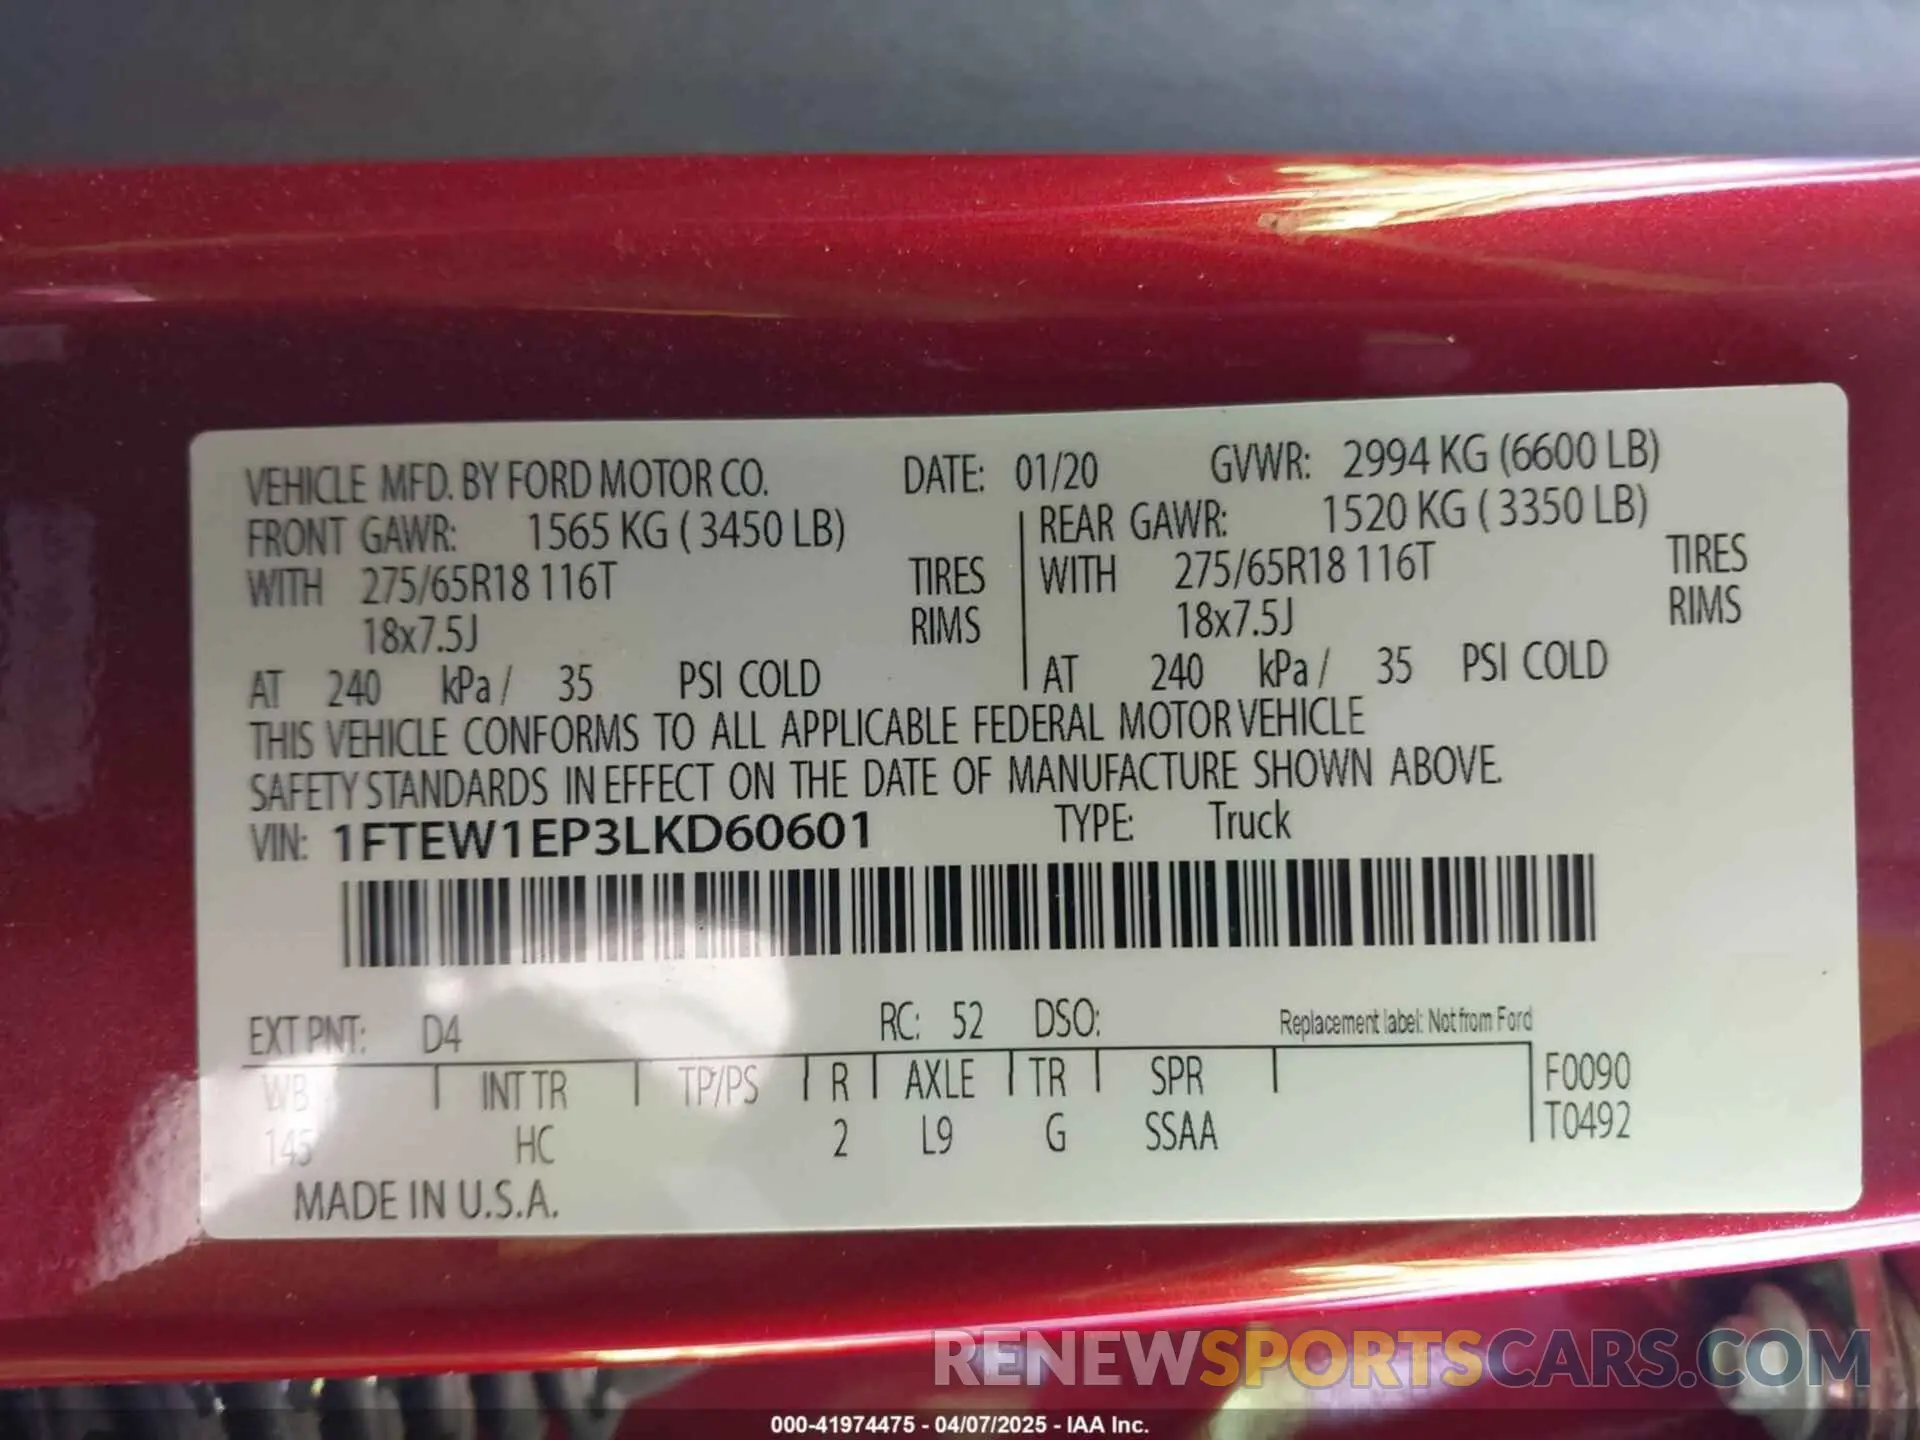 VEHICLE MFD. BY FORD MOTOR CO. DATE: 01/20 GVWR: 2994 KG (6600 LB)
FRONT GAWR: 1565 KG ( 3450 LB) REAR GAWR: 1520 KG ( 3350 LB)
WITH 275/65R18 116T TIRES WITH 275/65R18 116T TIRES
18x7.5J RIMS 18x7.5J RIMS
AT 240 kPa / 35 PSI COLD AT 240 kPa / 35 PSI COLD
THIS VEHICLE CONFORMS TO ALL APPLICABLE FEDERAL MOTOR VEHICLE
SAFETY STANDARDS IN EFFECT ON THE DATE OF MANUFACTURE SHOWN ABOVE.
VIN: 1FTEW1EP3LKD60601 TYPE: Truck
EXT PNT: D4 RC: 52 DSO: Replacement label: Not from Ford
WB INT TR TP/PS R AXLE TR SPR F0090
145 HC 2 L9 G SSAA T0492
MADE IN U.S.A.
RENEWSPORTSCARS.COM
000-41974475 - 04/07/2025 - IAA Inc.